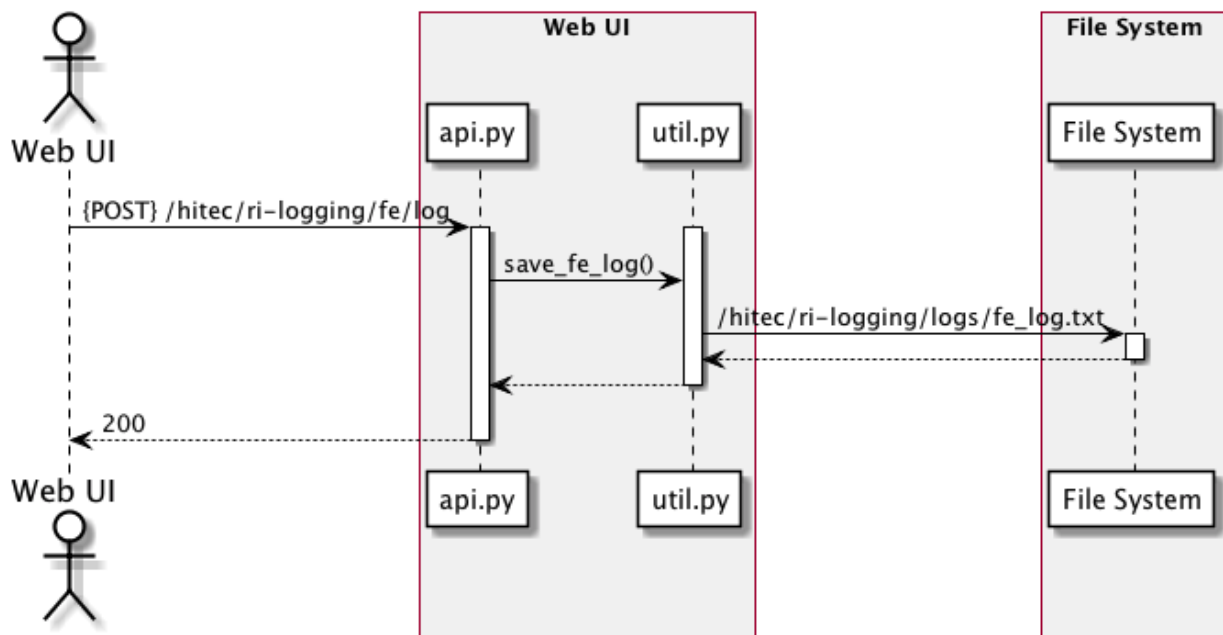 Web UI
File System
api.py
util.py
File System
Web UI
{POST} /hitec/ri-logging/fe/log
save_fe_log()
/hitec/ri-logging/logs/fe_log.txt
200
Web UI
api.py
util.py
File System